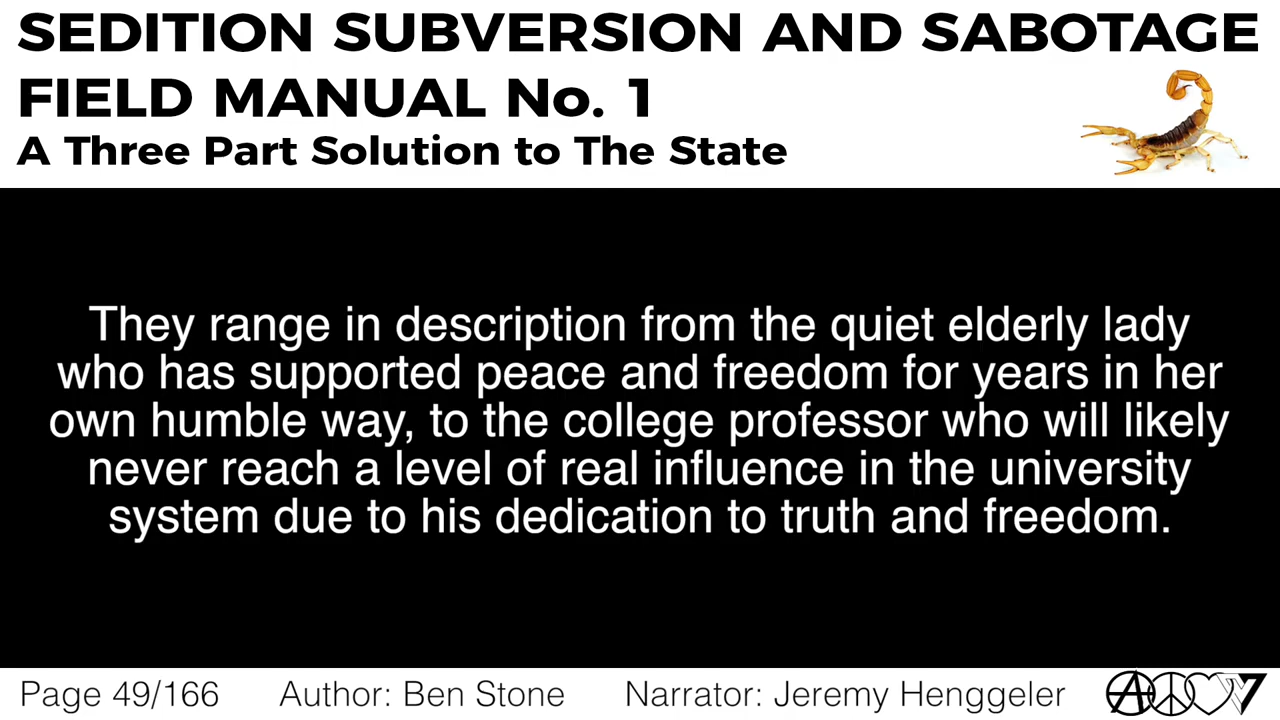 SEDITION SUBVERSION AND SABOTAGE
FIELD MANUAL No. 1
A Three Part Solution to The State
They range in description from the quiet elderly lady
who has supported peace and freedom for years in her
own humble way, to the college professor who will likely
never reach a level of real influence in the university
system due to his dedication to truth and freedom.
Page 49/166 Author: Ben Stone Narrator: Jeremy Henggeler